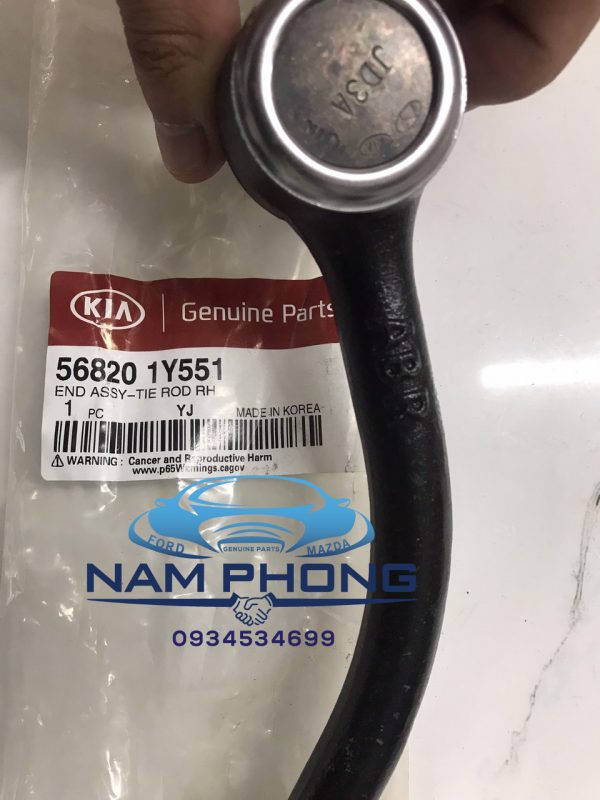 JD3A
KIA
Genuine Parts
56820 1Y551
END ASSY-TIE ROD RH
1 PC YJ MADE IN KOREA
WARNING: Cancer and Reproductive Harm
www.p65Warnings.ca.gov
FORD GENUINE PARTS MAZDA
NAM PHONG
0934534699